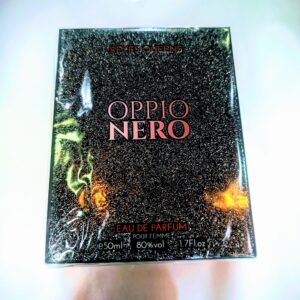 OPPIO
NERO
EAU DE PARFUM
POUR FEMME
℮50ml 80%vol 1.7Fl.oz